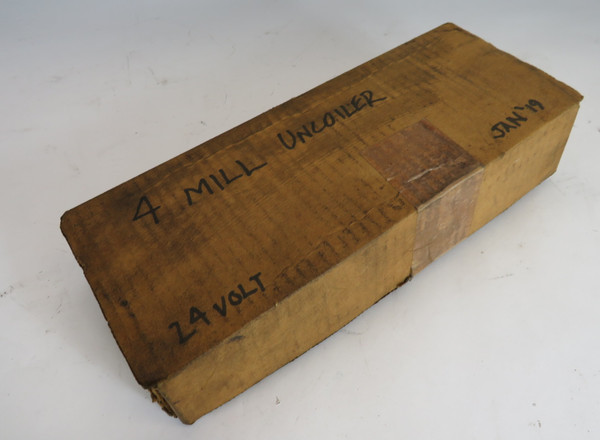 4 MILL UNCOILER
JAN '19
24 VOLT